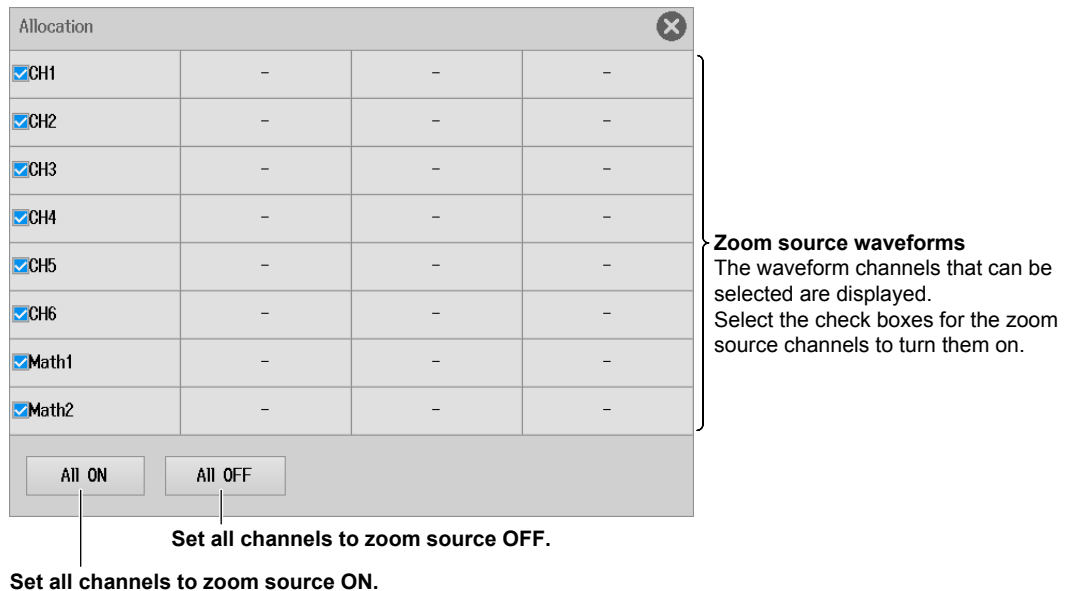 Allocation
CH1 - - -
CH2 - - -
CH3 - - -
CH4 - - -
CH5 - - -
CH6 - - -
Math1 - - -
Math2 - - -
All ON All OFF
Zoom source waveforms
The waveform channels that can be
selected are displayed.
Select the check boxes for the zoom
source channels to turn them on.
Set all channels to zoom source OFF.
Set all channels to zoom source ON.